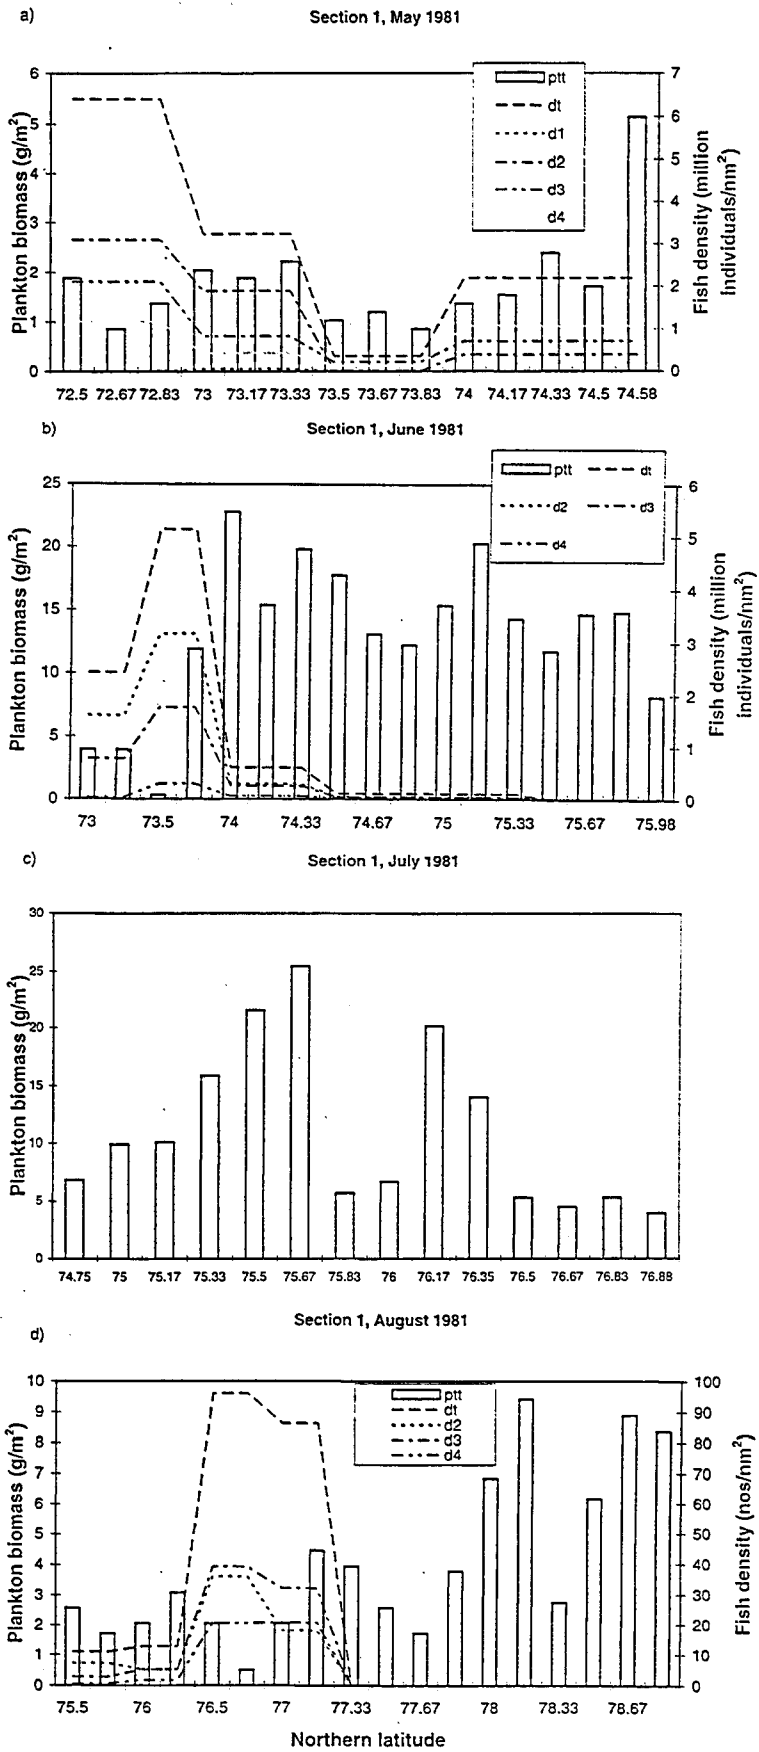 a)
Section 1, May 1981
Plankton biomass (g/m²)
6
5
4
3
2
1
0
ptt
dt
d1
d2
d3
d4
7
6
5
4
3
2
1
0
Fish density (million
Individuals/nm²)
72.5 72.67 72.83 73 73.17 73.33 73.5 73.67 73.83 74 74.17 74.33 74.5 74.58
b)
Section 1, June 1981
Plankton biomass (g/m²)
25
20
15
10
5
0
ptt dt
d2 d3
d4
6
5
4
3
2
1
0
Fish density (million
individuals/nm²)
73 73.5 74 74.33 74.67 75 75.33 75.67 75.98
c)
Section 1, July 1981
Plankton biomass (g/m²)
30
25
20
15
10
5
0
74.75 75 75.17 75.33 75.5 75.67 75.83 76 76.17 76.35 76.5 76.67 76.83 76.88
Section 1, August 1981
d)
Plankton biomass (g/m²)
10
9
8
7
6
5
4
3
2
1
0
ptt
dt
d2
d3
d4
100
90
80
70
60
50
40
30
20
10
0
Fish density (nos/nm²)
75.5 76 76.5 77 77.33 77.67 78 78.33 78.67
Northern latitude